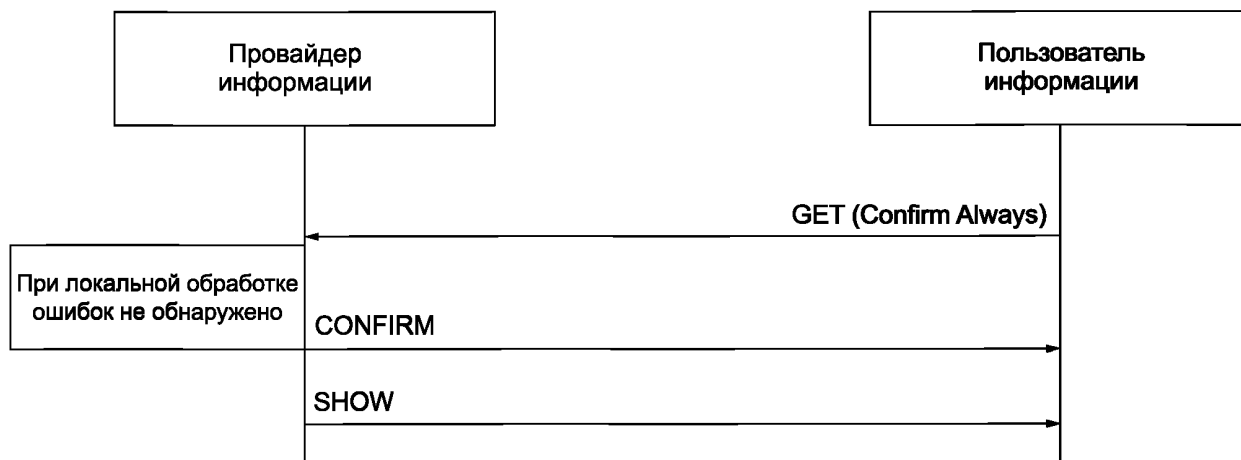 Провайдер
информации
Пользователь
информации
GET (Confirm Always)
При локальной обработке
ошибок не обнаружено
CONFIRM
SHOW